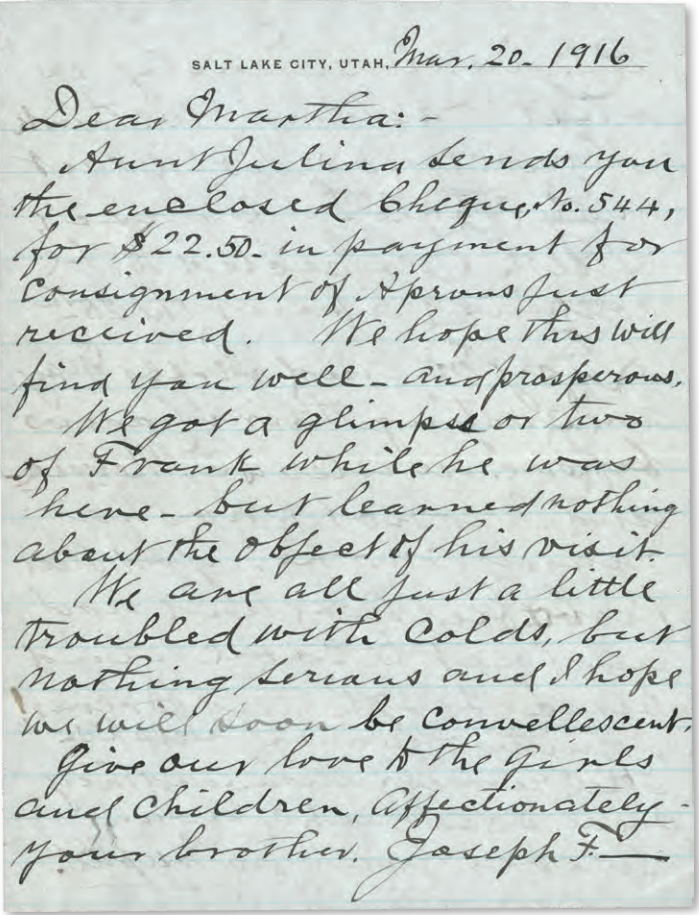 SALT LAKE CITY, UTAH, Mar. 20- 1916
Dear Martha:-
Aunt Julina sends you
the enclosed Cheque, No. 544,
for $22.50- in payment for
Consignment of Aprons just
received. We hope this will
find you well- and prosperous.
We got a glimpse or two
of Frank while he was
here- but learned nothing
about the object of his visit.
We are all just a little
troubled with Colds, but
nothing serious and I hope
we will soon be convellescent.
Give our love to the Girls
and Children, Affectionately-
your brother. Joseph F.—